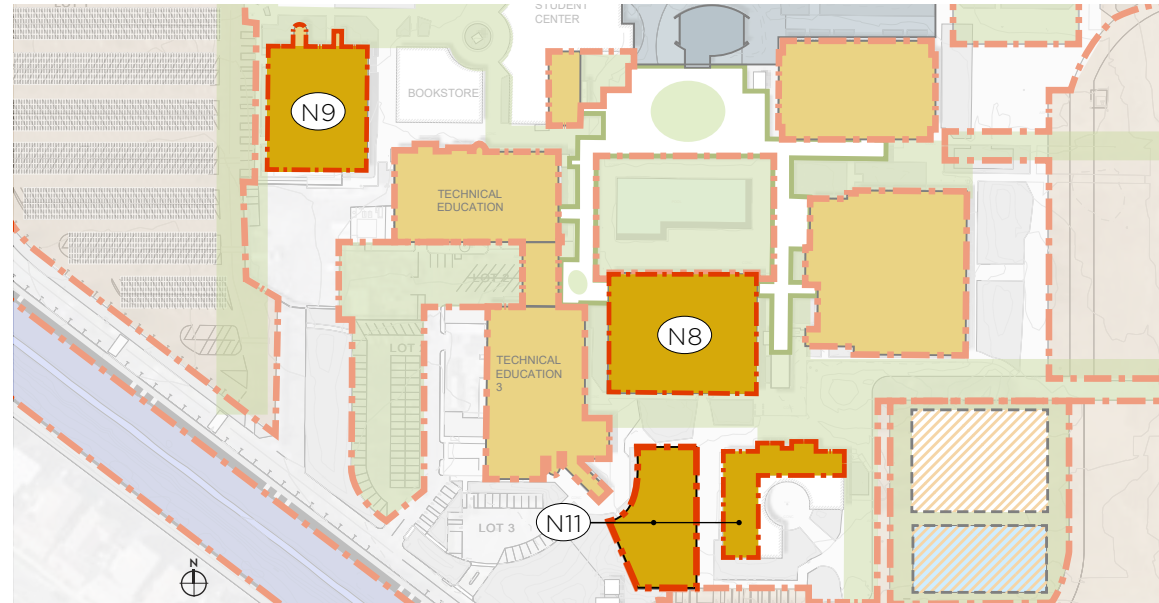 STUDENT
CENTER
N9
BOOKSTORE
TECHNICAL
EDUCATION
N8
LOT
TECHNICAL
EDUCATION
3
N11
LOT 3
N